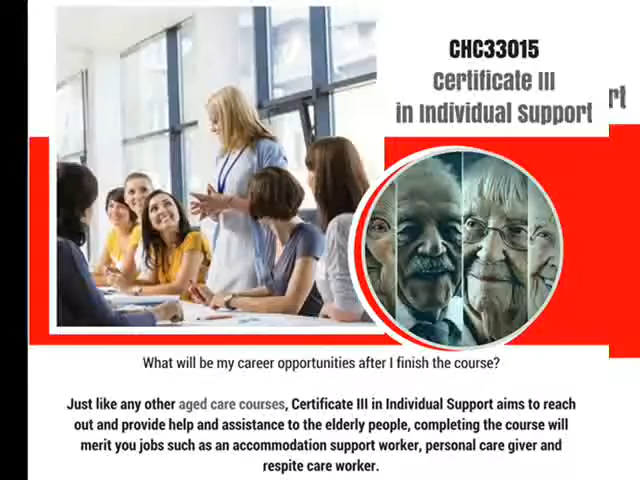 CHC33015
Certificate III
in Individual Support
rt
What will be my career opportunities after I finish the course?
Just like any other aged care courses, Certificate III in Individual Support aims to reach
out and provide help and assistance to the elderly people, completing the course will
merit you jobs such as an accommodation support worker, personal care giver and
respite care worker.